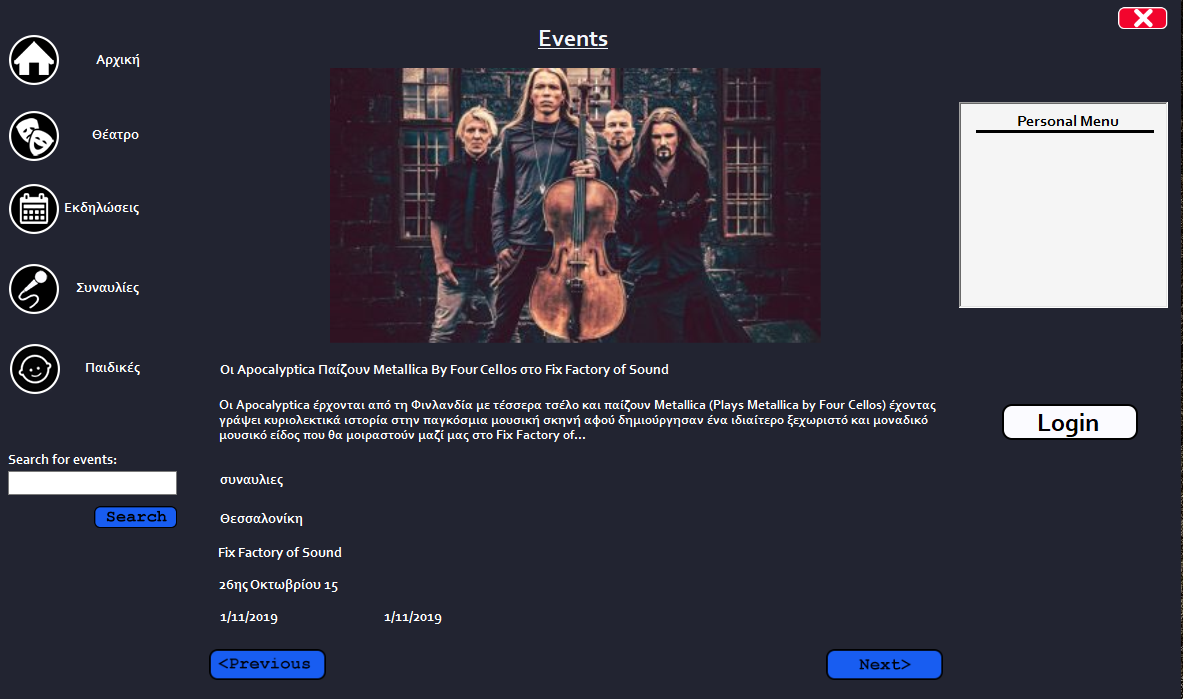 Events
Αρχική
Θέατρο
Εκδηλώσεις
Συναυλίες
Παιδικές
Search for events:
Search
Οι Apocalyptica Παίζουν Metallica By Four Cellos στο Fix Factory of Sound
Οι Apocalyptica έρχονται από τη Φινλανδία με τέσσερα τσέλο και παίζουν Metallica (Plays Metallica by Four Cellos) έχοντας
γράψει κυριολεκτικά ιστορία στην παγκόσμια μουσική σκηνή αφού δημιούργησαν ένα ιδιαίτερο ξεχωριστό και μοναδικό
μουσικό είδος που θα μοιραστούν μαζί μας στο Fix Factory of...
συναυλιες
Θεσσαλονίκη
Fix Factory of Sound
26ης Οκτωβρίου 15
1/11/2019 1/11/2019
<Previous
Next>
Personal Menu
Login